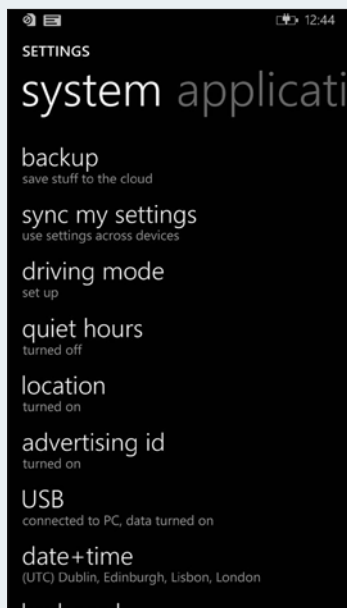 12:44
SETTINGS
system applicati
backup
save stuff to the cloud
sync my settings
use settings across devices
driving mode
set up
quiet hours
turned off
location
turned on
advertising id
turned on
USB
connected to PC, data turned on
date+time
(UTC) Dublin, Edinburgh, Lisbon, London